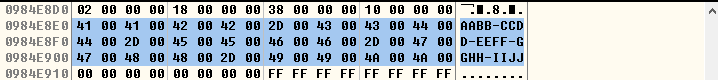 0984E8D0 02 00 00 00 18 00 00 00 38 00 00 00 10 00 00 00 .8.
0984E8E0 41 00 41 00 42 00 42 00 2D 00 43 00 43 00 44 00 AABB-CCD
0984E8F0 44 00 2D 00 45 00 45 00 46 00 46 00 2D 00 47 00 D-EEFF-G
0984E900 47 00 48 00 48 00 2D 00 49 00 49 00 4A 00 4A 00 GHH-IIJJ
0984E910 00 00 00 00 00 00 00 00 FF FF FF FF FF FF FF FF ........